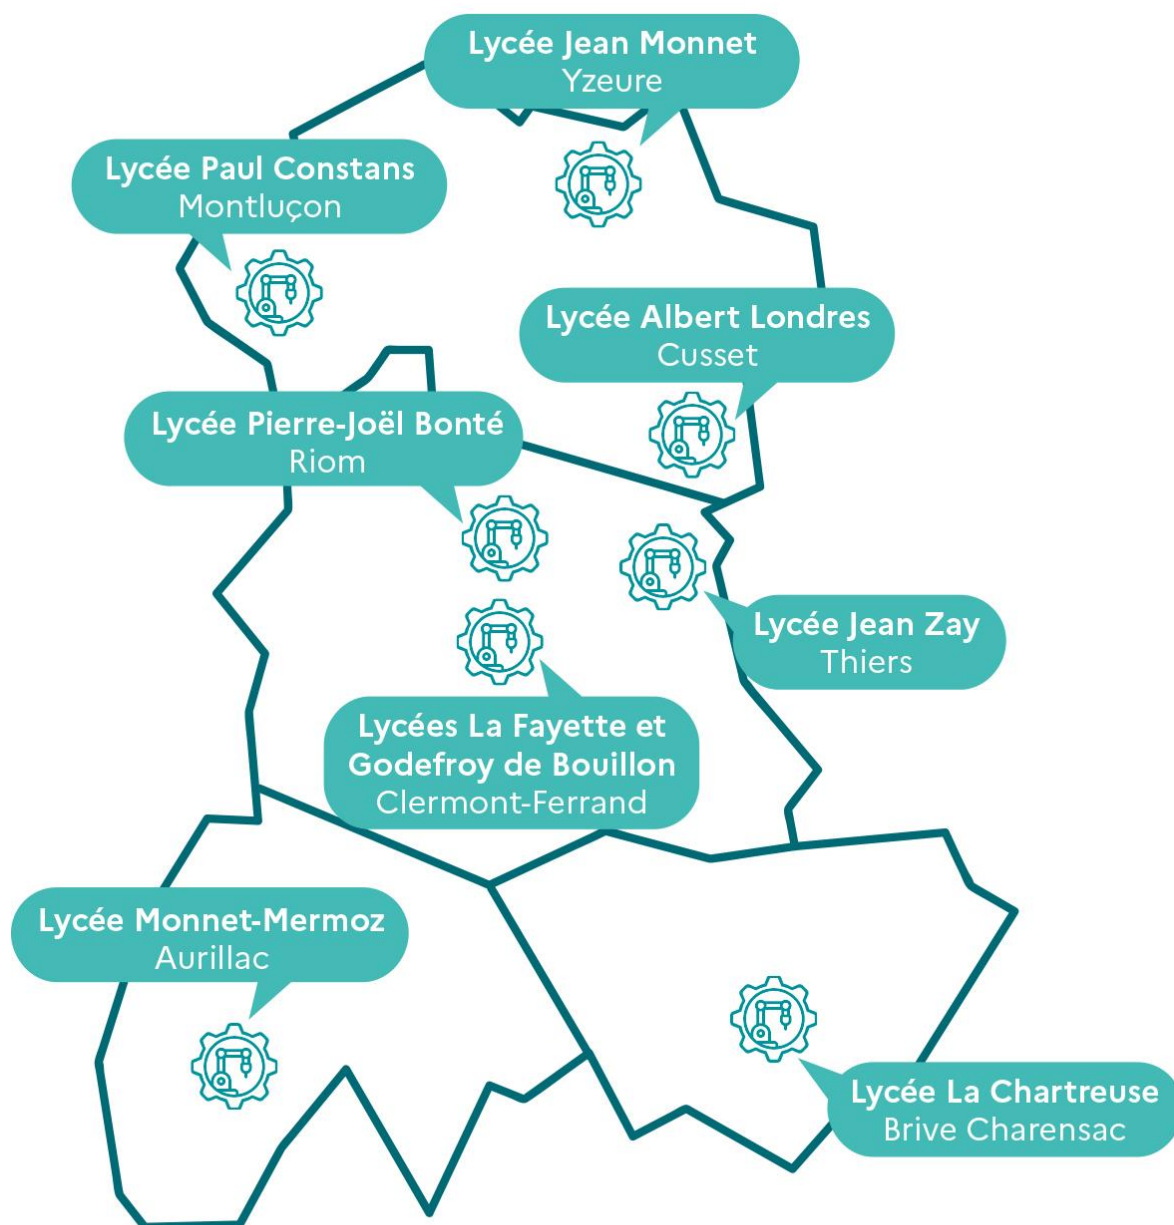 Lycée Jean Monnet
Yzeure
Lycée Paul Constans
Montluçon
Lycée Albert Londres
Cusset
Lycée Pierre-Joël Bonté
Riom
Lycée Jean Zay
Thiers
Lycées La Fayette et
Godefroy de Bouillon
Clermont-Ferrand
Lycée Monnet-Mermoz
Aurillac
Lycée La Chartreuse
Brive Charensac